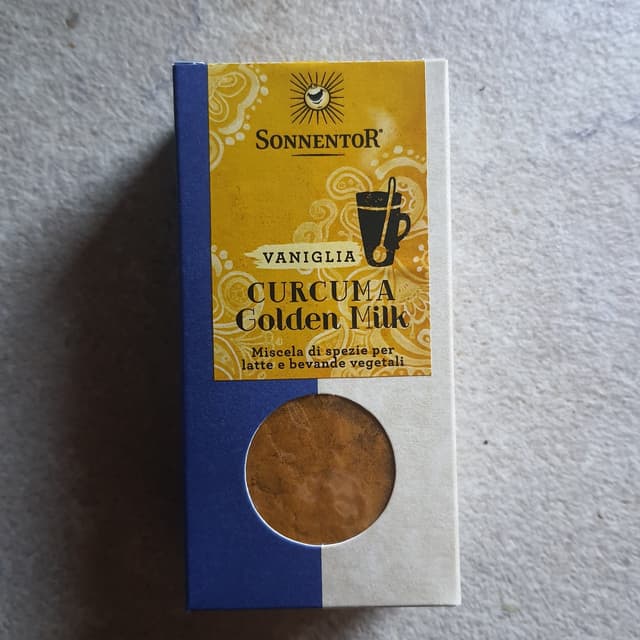 SONNENTOR®
VANIGLIA
CURCUMA
Golden Milk
Miscela di spezie per
latte e bevande vegetali